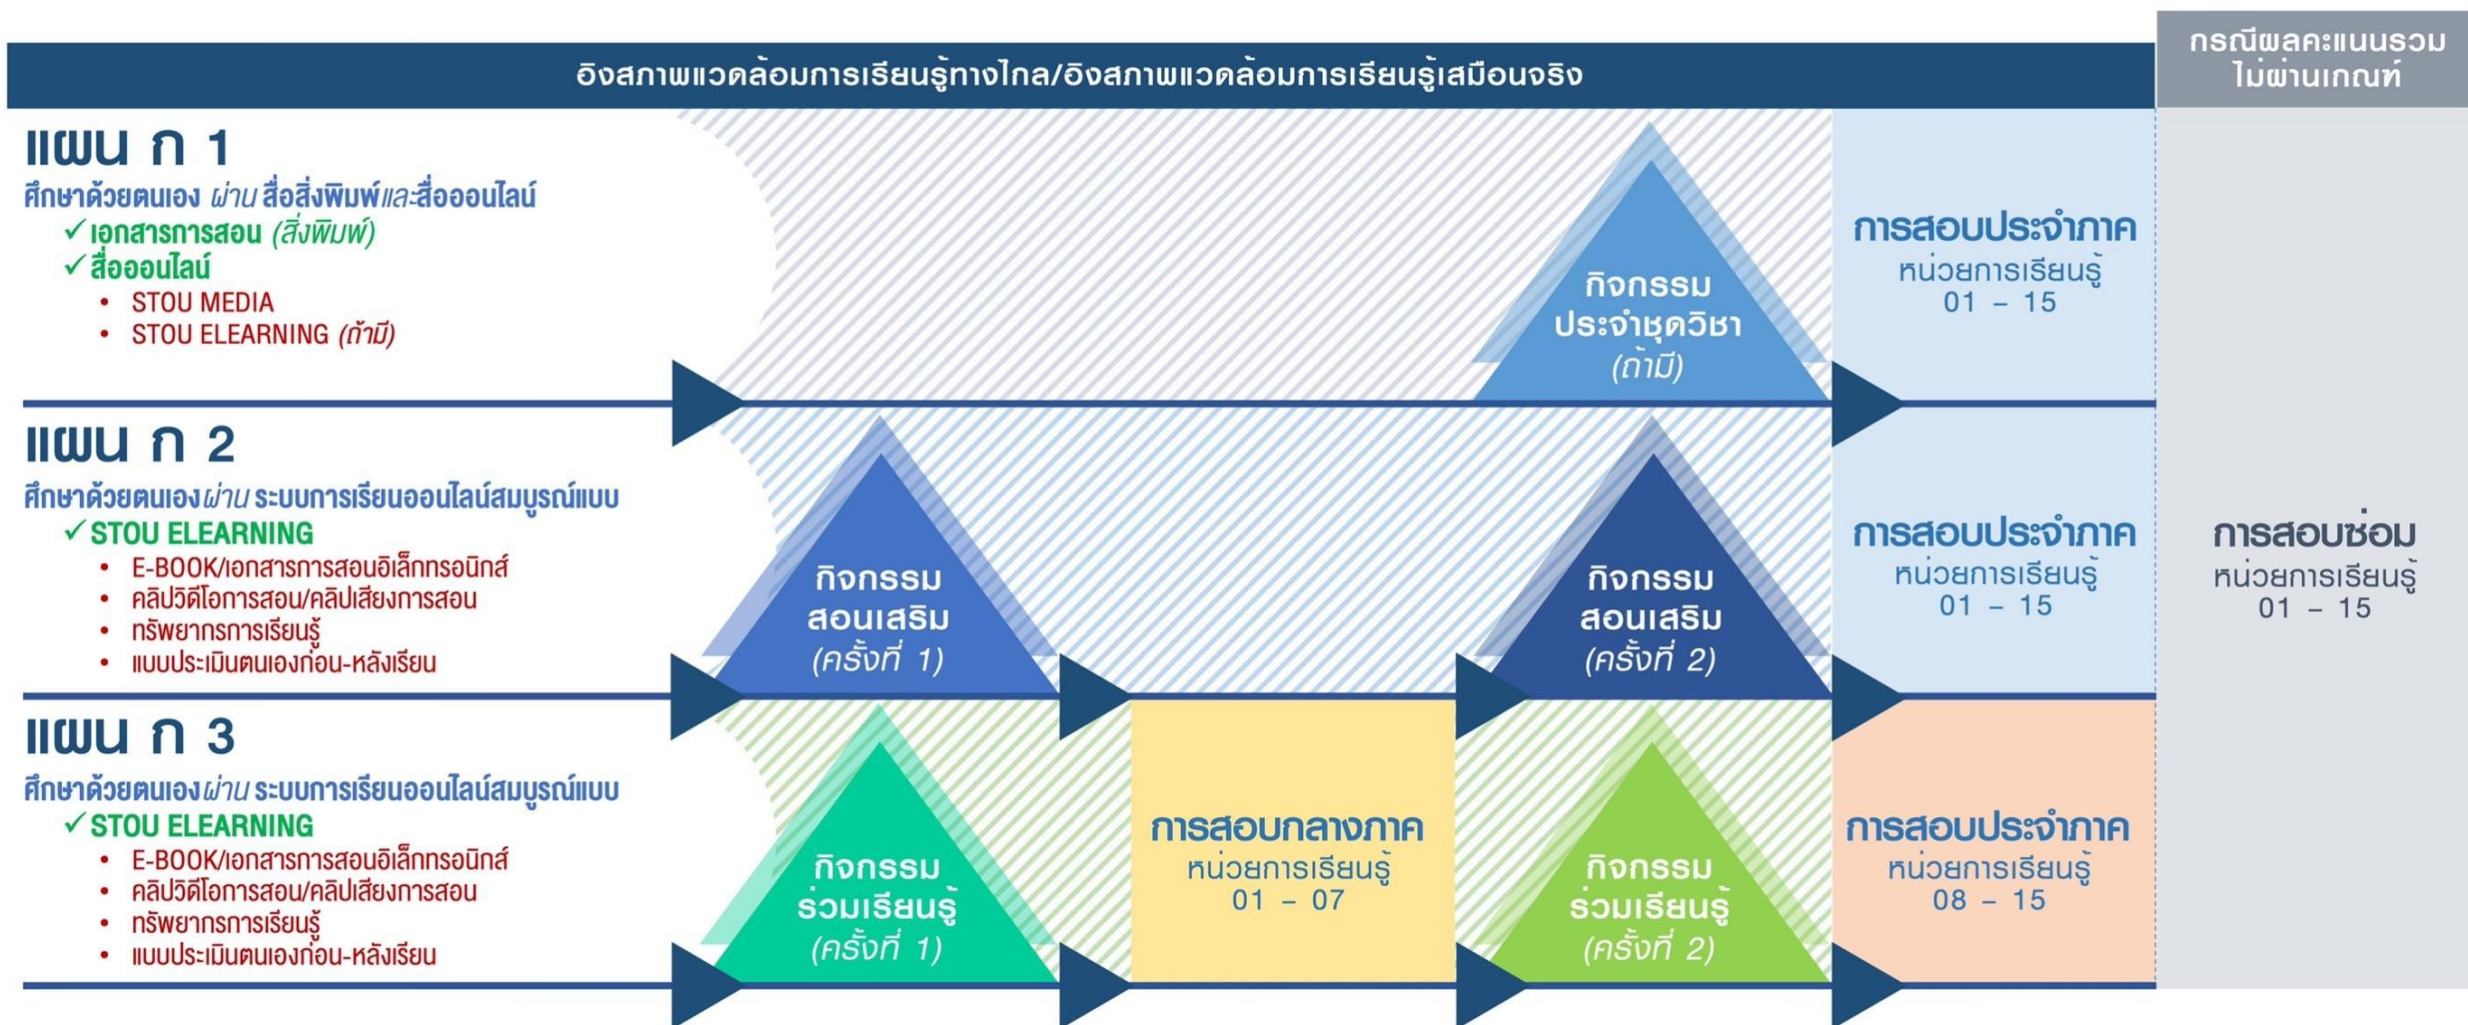 อิงสภาพแวดล้อมการเรียนรู้ทางไกล/อิงสภาพแวดล้อมการเรียนรู้เสมือนจริง
กรณีผลคะแนนรวม
ไม่ผ่านเกณฑ์
แผน ก 1
ศึกษาด้วยตนเอง ผ่าน สื่อสิ่งพิมพ์และสื่อออนไลน์
✓ เอกสารการสอน (สิ่งพิมพ์)
✓ สื่อออนไลน์
• STOU MEDIA
• STOU ELEARNING (ถ้ามี)
กิจกรรม
ประจำชุดวิชา
(ถ้ามี)
การสอบประจำภาค
หน่วยการเรียนรู้
01 – 15
แผน ก 2
ศึกษาด้วยตนเองผ่าน ระบบการเรียนออนไลน์สมบูรณ์แบบ
✓ STOU ELEARNING
• E-BOOK/เอกสารการสอนอิเล็กทรอนิกส์
• คลิปวิดีโอการสอน/คลิปเสียงการสอน
• ทรัพยากรการเรียนรู้
• แบบประเมินตนเองก่อน-หลังเรียน
กิจกรรม
สอนเสริม
(ครั้งที่ 1)
กิจกรรม
สอนเสริม
(ครั้งที่ 2)
การสอบประจำภาค
หน่วยการเรียนรู้
01 – 15
การสอบซ่อม
หน่วยการเรียนรู้
01 – 15
แผน ก 3
ศึกษาด้วยตนเองผ่าน ระบบการเรียนออนไลน์สมบูรณ์แบบ
✓ STOU ELEARNING
• E-BOOK/เอกสารการสอนอิเล็กทรอนิกส์
• คลิปวิดีโอการสอน/คลิปเสียงการสอน
• ทรัพยากรการเรียนรู้
• แบบประเมินตนเองก่อน-หลังเรียน
กิจกรรม
ร่วมเรียนรู้
(ครั้งที่ 1)
การสอบกลางภาค
หน่วยการเรียนรู้
01 – 07
กิจกรรม
ร่วมเรียนรู้
(ครั้งที่ 2)
การสอบประจำภาค
หน่วยการเรียนรู้
08 – 15